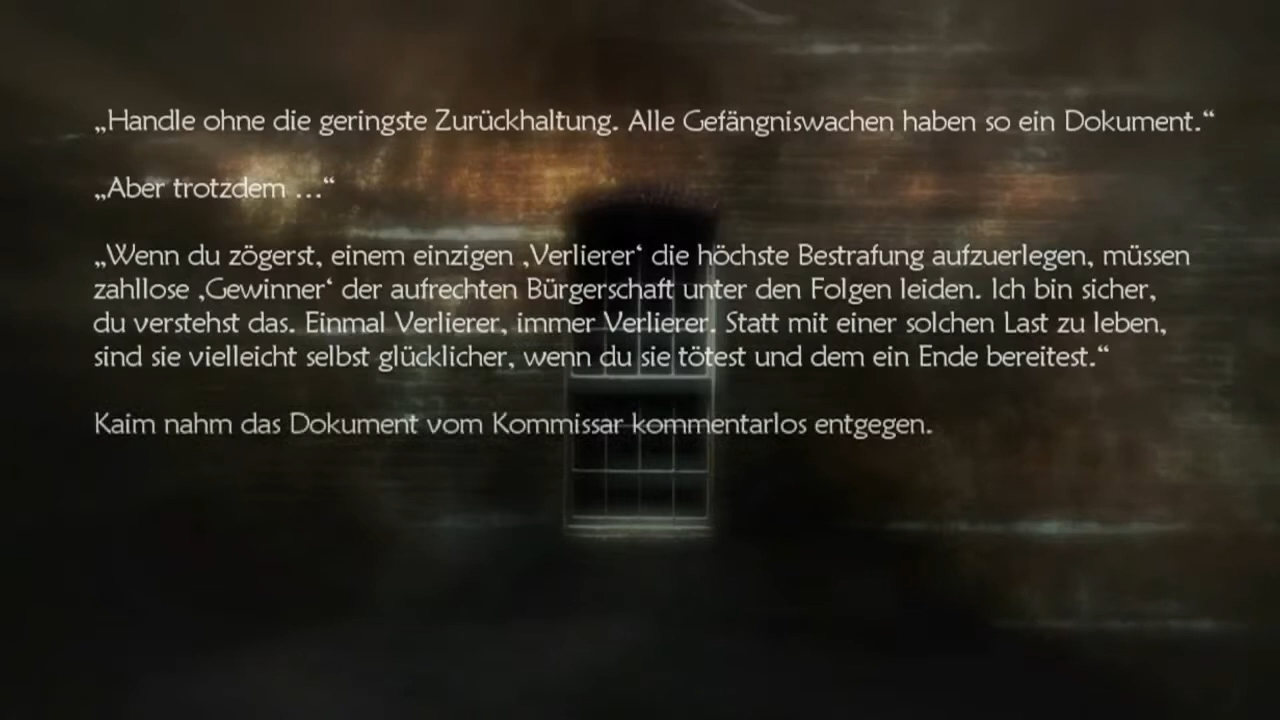 „Handle ohne die geringste Zurückhaltung. Alle Gefängniswachen haben so ein Dokument.“
„Aber trotzdem …“
„Wenn du zögerst, einem einzigen ‚Verlierer‘ die höchste Bestrafung aufzuerlegen, müssen
zahllose ‚Gewinner‘ der aufrechten Bürgerschaft unter den Folgen leiden. Ich bin sicher,
du verstehst das. Einmal Verlierer, immer Verlierer. Statt mit einer solchen Last zu leben,
sind sie vielleicht selbst glücklicher, wenn du sie tötest und dem ein Ende bereitest.“
Kaim nahm das Dokument vom Kommissar kommentarlos entgegen.